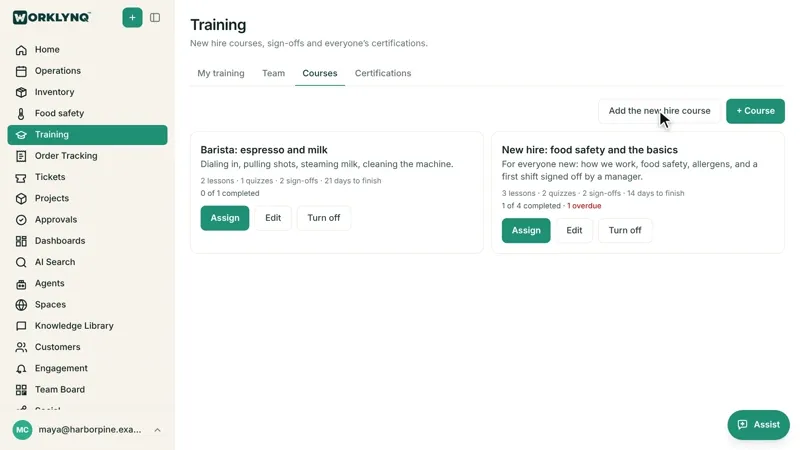 WORKLYNQ
+
Home
Operations
Inventory
Food safety
Training
Order Tracking
Tickets
Projects
Approvals
Dashboards
AI Search
Agents
Spaces
Knowledge Library
Customers
Engagement
Team Board
MC maya@harborpine.exa...
Training
New hire courses, sign-offs and everyone's certifications.
My training Team Courses Certifications
Add the new hire course + Course
Barista: espresso and milk
Dialing in, pulling shots, steaming milk, cleaning the machine.
2 lessons · 1 quizzes · 2 sign-offs · 21 days to finish
0 of 1 completed
Assign Edit Turn off
New hire: food safety and the basics
For everyone new: how we work, food safety, allergens, and a
first shift signed off by a manager.
3 lessons · 2 quizzes · 2 sign-offs · 14 days to finish
1 of 4 completed · 1 overdue
Assign Edit Turn off
Assist